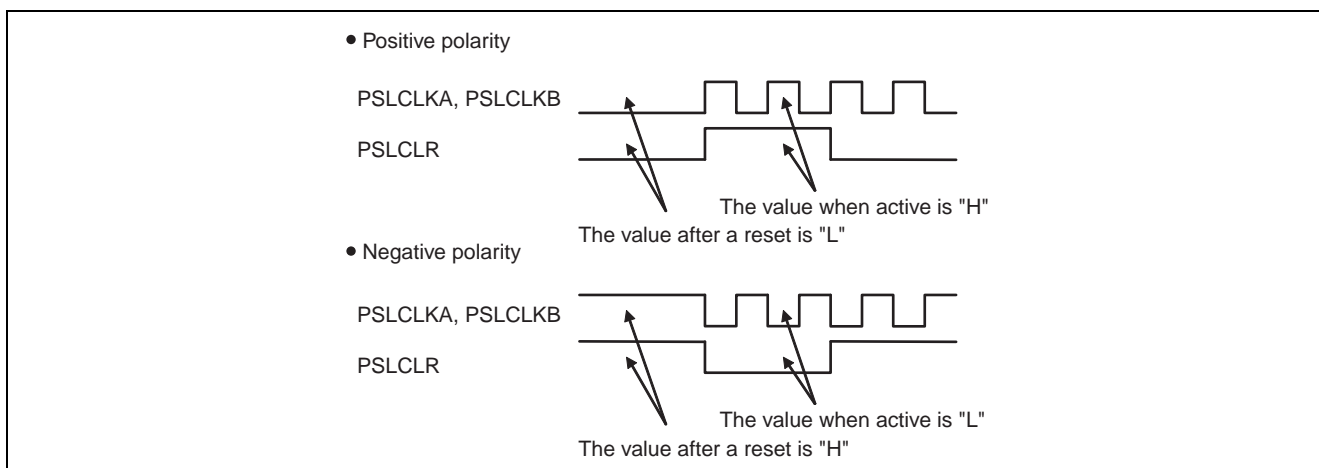 ● Positive polarity
PSLCLKA, PSLCLKB
PSLCLR
The value when active is "H"
The value after a reset is "L"
● Negative polarity
PSLCLKA, PSLCLKB
PSLCLR
The value when active is "L"
The value after a reset is "H"